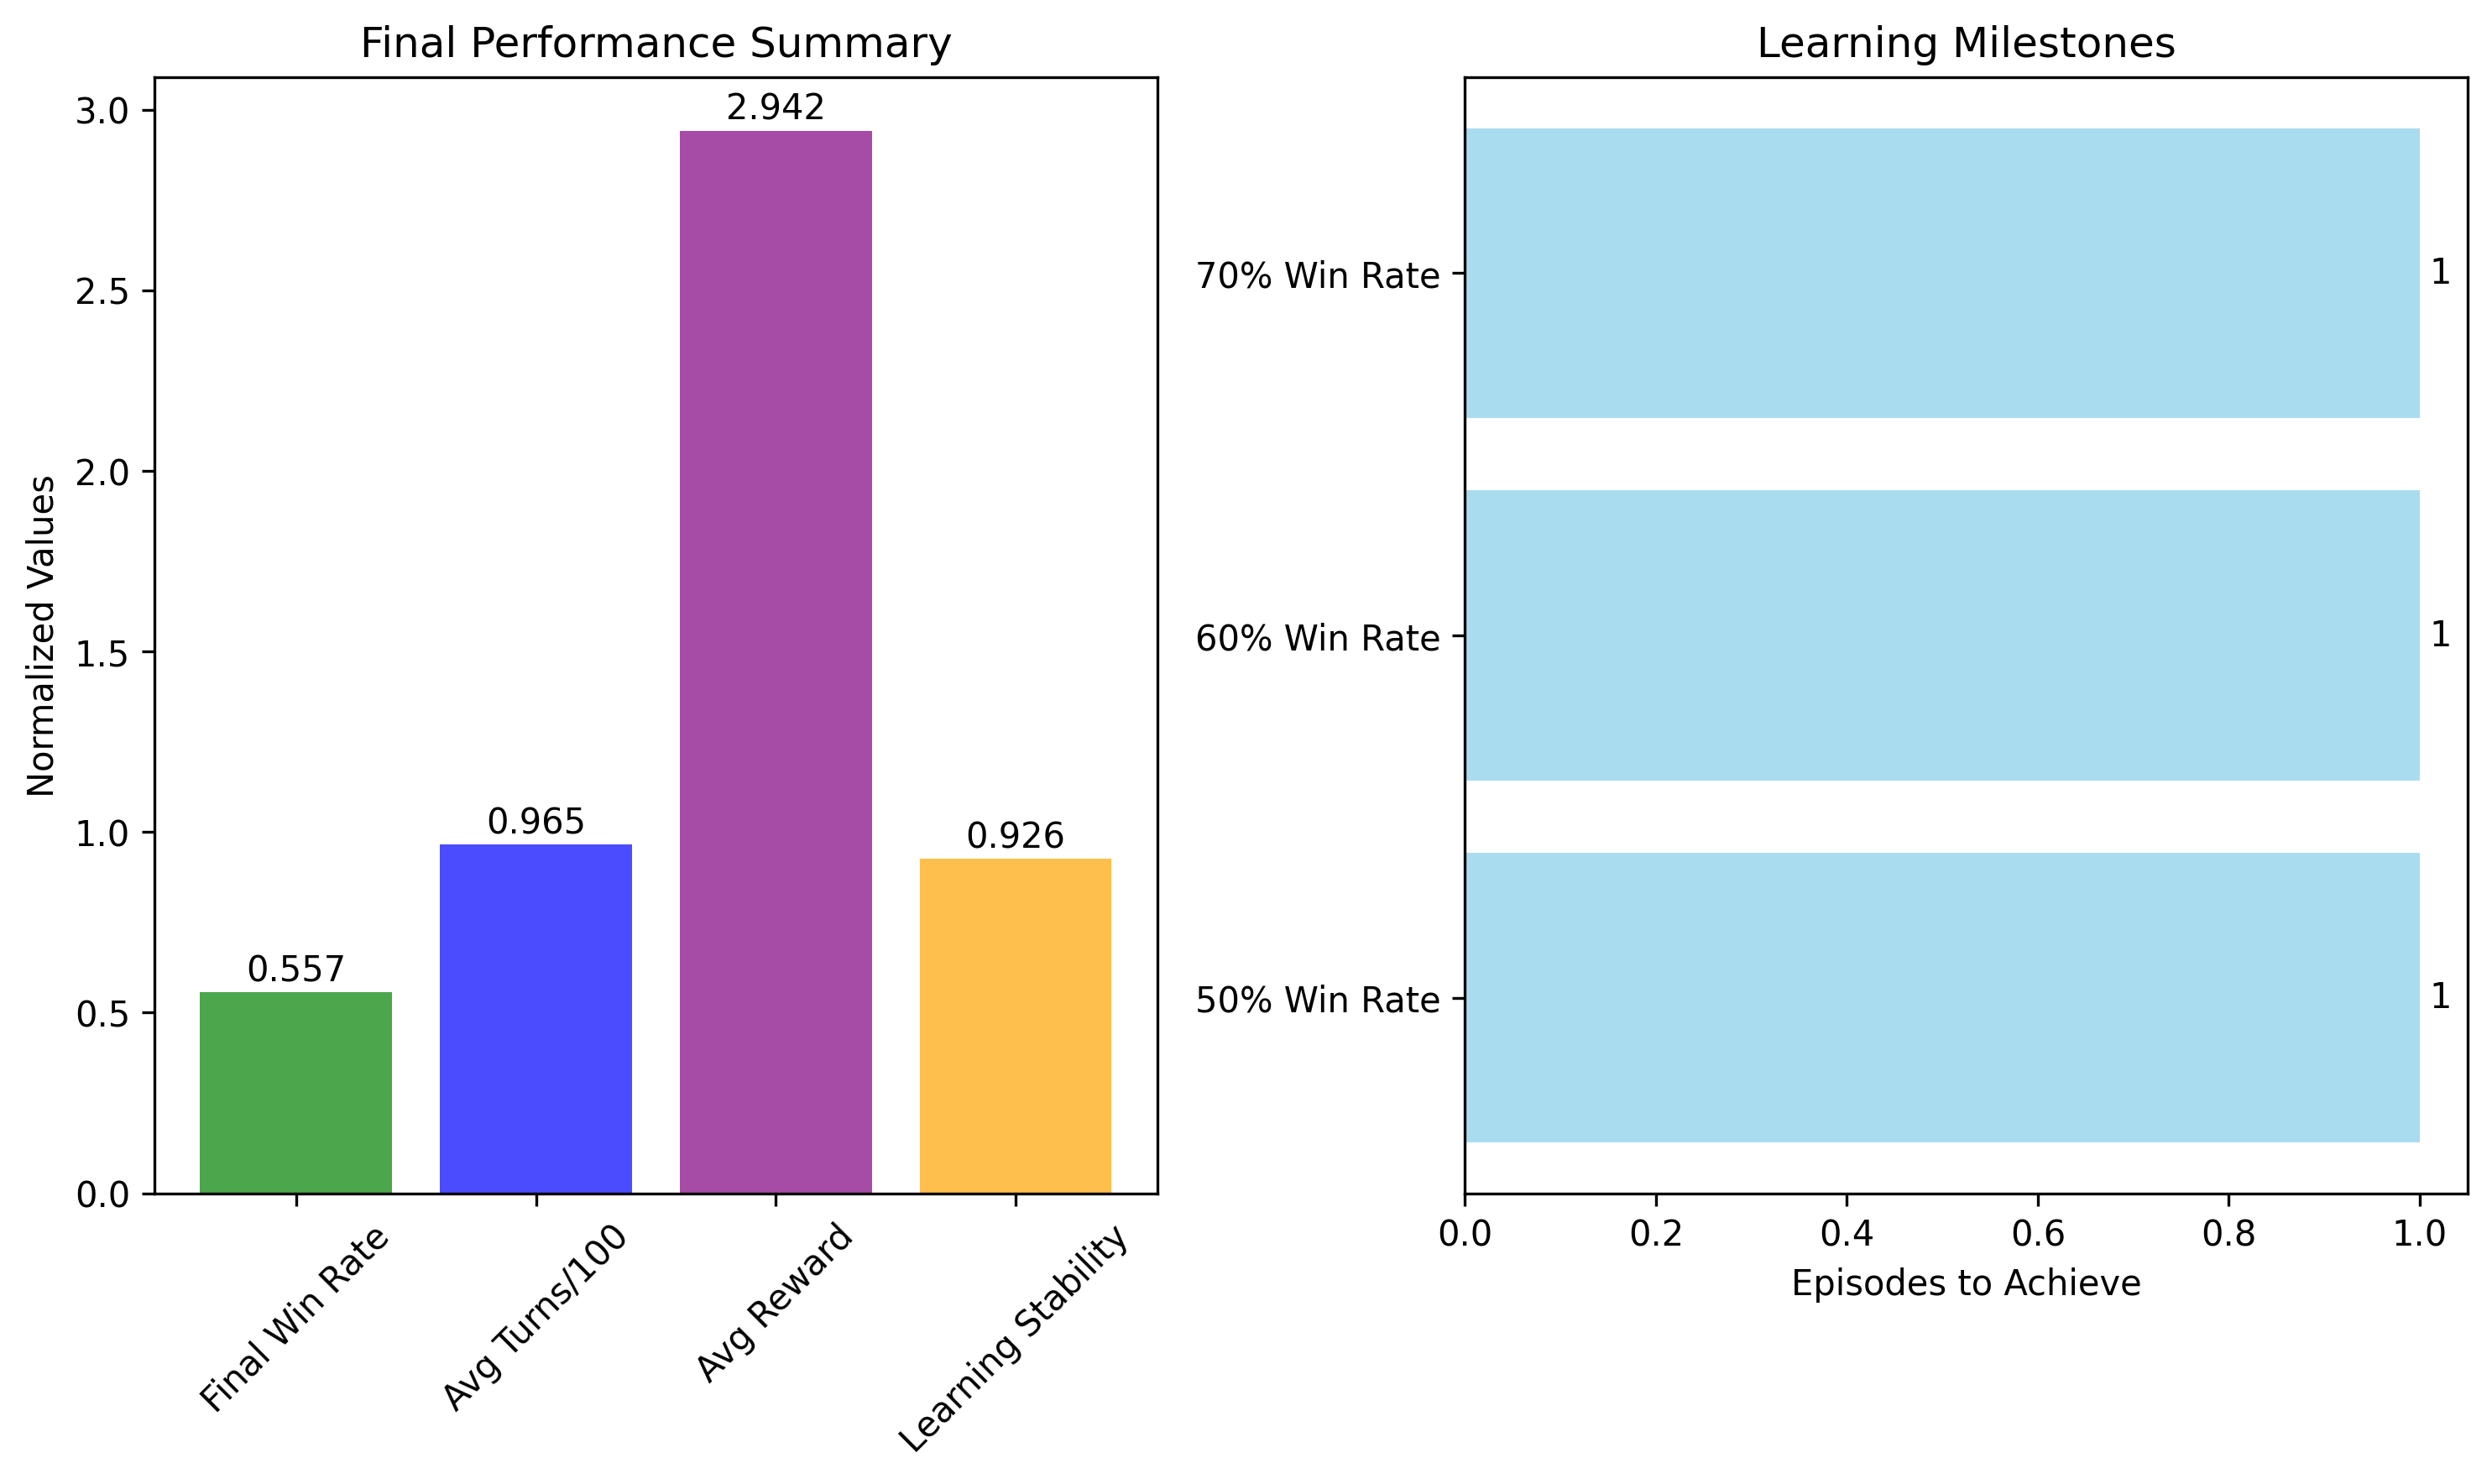 Final Performance Summary
Normalized Values
3.0
2.5
2.0
1.5
1.0
0.5
0.0
0.557
0.965
2.942
0.926
Final Win Rate
Avg Turns/100
Avg Reward
Learning Stability
Learning Milestones
70% Win Rate
60% Win Rate
50% Win Rate
1
1
1
0.0 0.2 0.4 0.6 0.8 1.0
Episodes to Achieve